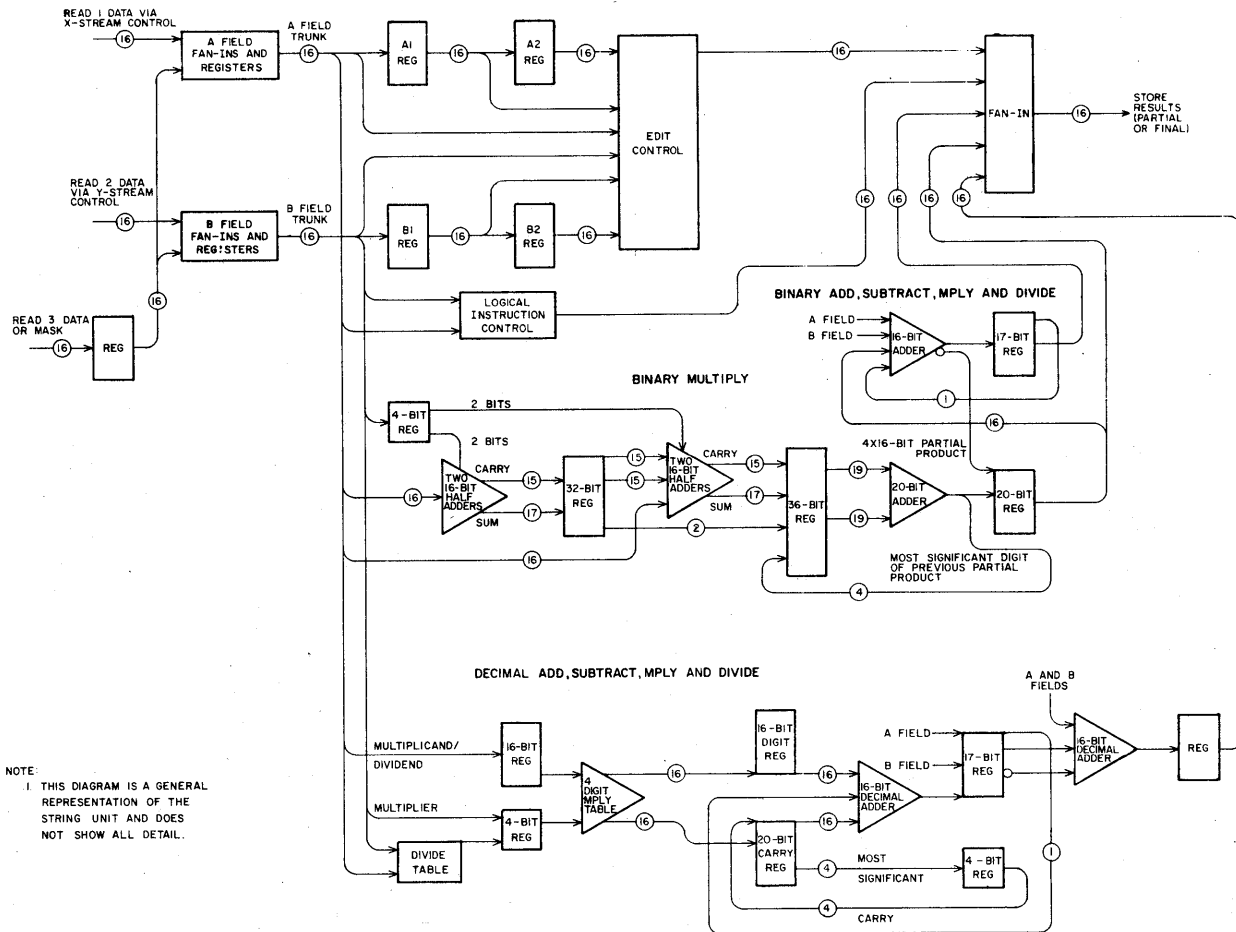 READ 1 DATA VIA
X-STREAM CONTROL
16
A FIELD
FAN-INS AND
REGISTERS
A FIELD
TRUNK
16
A1
REG
16
A2
REG
16
EDIT
CONTROL
16
FAN-IN
16
STORE
RESULTS
(PARTIAL
OR FINAL)
READ 2 DATA
VIA Y-STREAM
CONTROL
16
B FIELD
FAN-INS AND
REGISTERS
B FIELD
TRUNK
16
B1
REG
16
B2
REG
16
16
16
16
16
READ 3 DATA
OR MASK
16
REG
16
LOGICAL
INSTRUCTION
CONTROL
BINARY ADD, SUBTRACT, MPLY AND DIVIDE
A FIELD
B FIELD
16-BIT
ADDER
17-BIT
REG
1
16
BINARY MULTIPLY
4-BIT
REG
2 BITS
2 BITS
16
TWO
16-BIT
HALF
ADDERS
CARRY
15
SUM
17
32-BIT
REG
15
15
2
16
TWO
16-BIT
HALF
ADDERS
CARRY
15
SUM
17
36-BIT
REG
19
19
20-BIT
ADDER
4X16-BIT PARTIAL
PRODUCT
20-BIT
REG
MOST SIGNIFICANT DIGIT
OF PREVIOUS PARTIAL
PRODUCT
4
DECIMAL ADD, SUBTRACT, MPLY AND DIVIDE
MULTIPLICAND/
DIVIDEND
16-BIT
REG
MULTIPLIER
4-BIT
REG
DIVIDE
TABLE
4
DIGIT
MPLY
TABLE
16
16
16-BIT
DIGIT
REG
16
16
20-BIT
CARRY
REG
4
MOST
SIGNIFICANT
4-BIT
REG
4
CARRY
16-BIT
DECIMAL
ADDER
A FIELD
B FIELD
17-BIT
REG
1
A AND B
FIELDS
16-BIT
DECIMAL
ADDER
REG
NOTE:
1. THIS DIAGRAM IS A GENERAL
REPRESENTATION OF THE
STRING UNIT AND DOES
NOT SHOW ALL DETAIL.